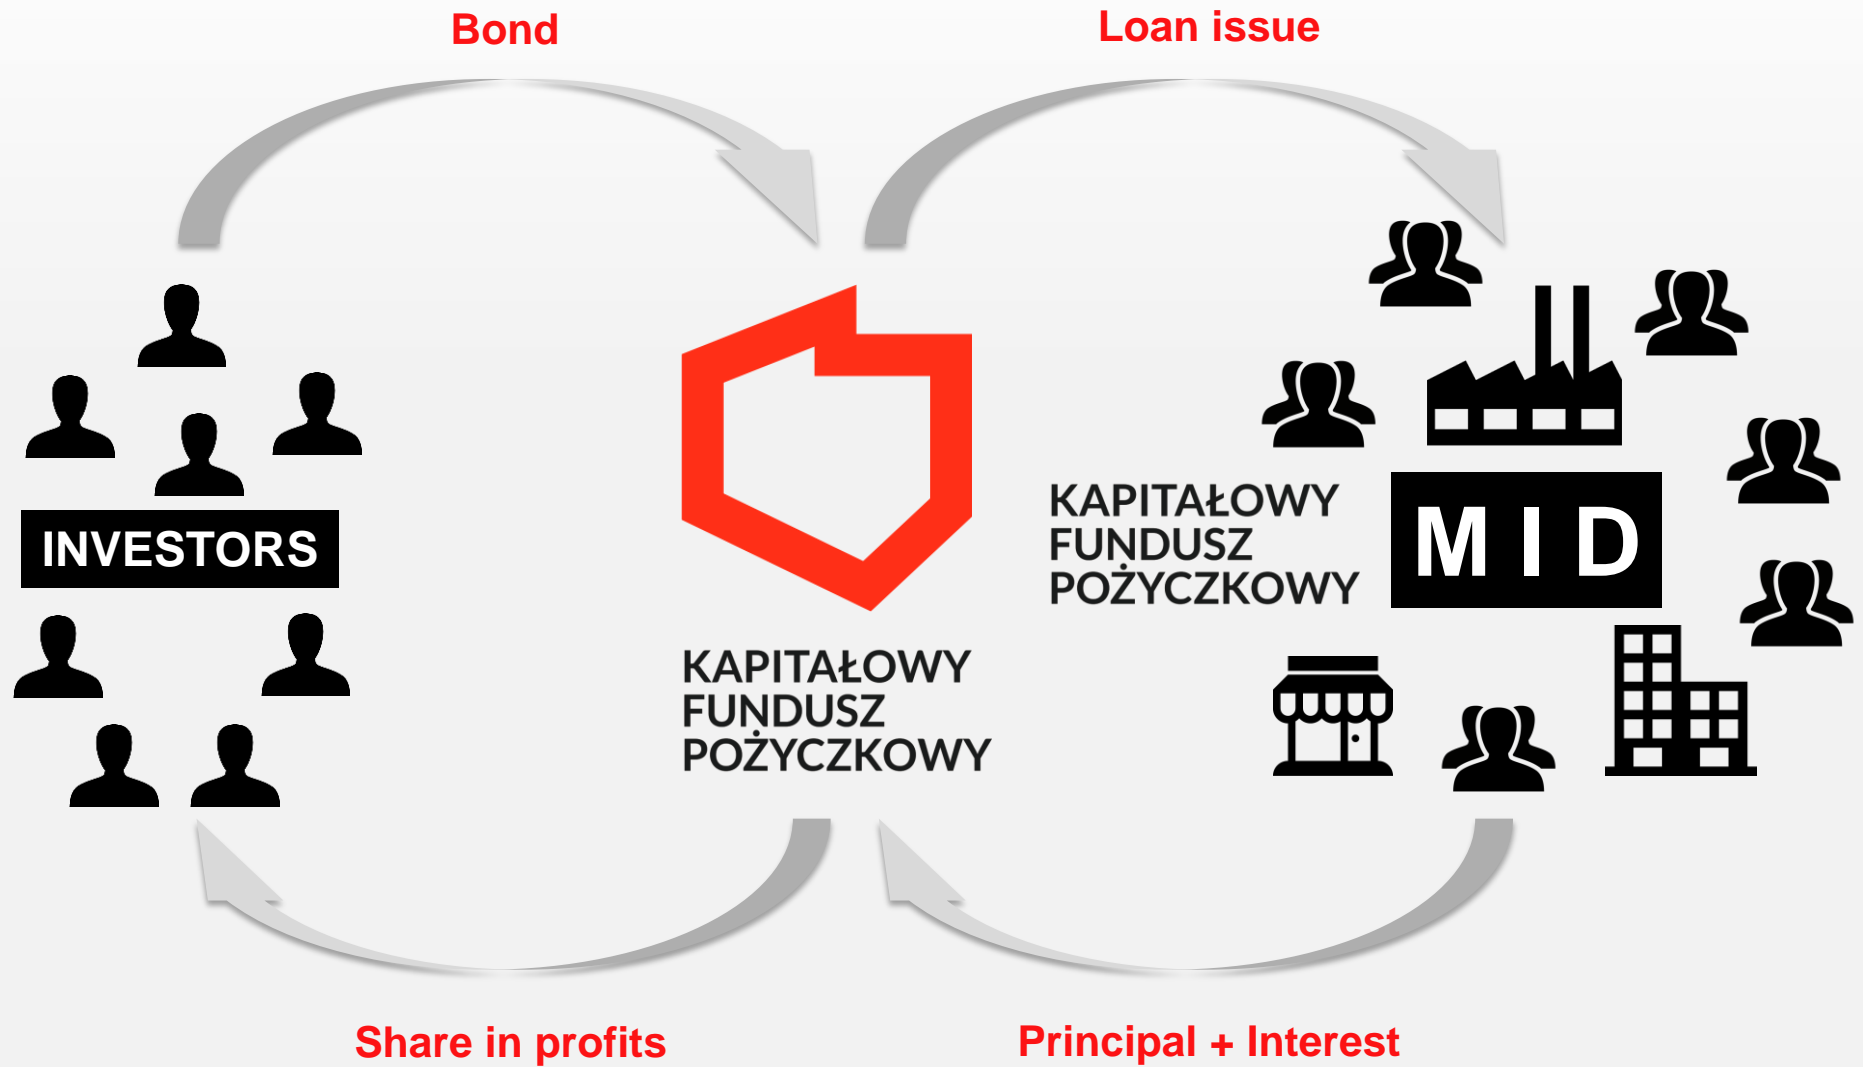 Bond
Loan issue
INVESTORS
KAPITAŁOWY
FUNDUSZ
POŻYCZKOWY
KAPITAŁOWY
FUNDUSZ
POŻYCZKOWY
M I D
Share in profits
Principal + Interest